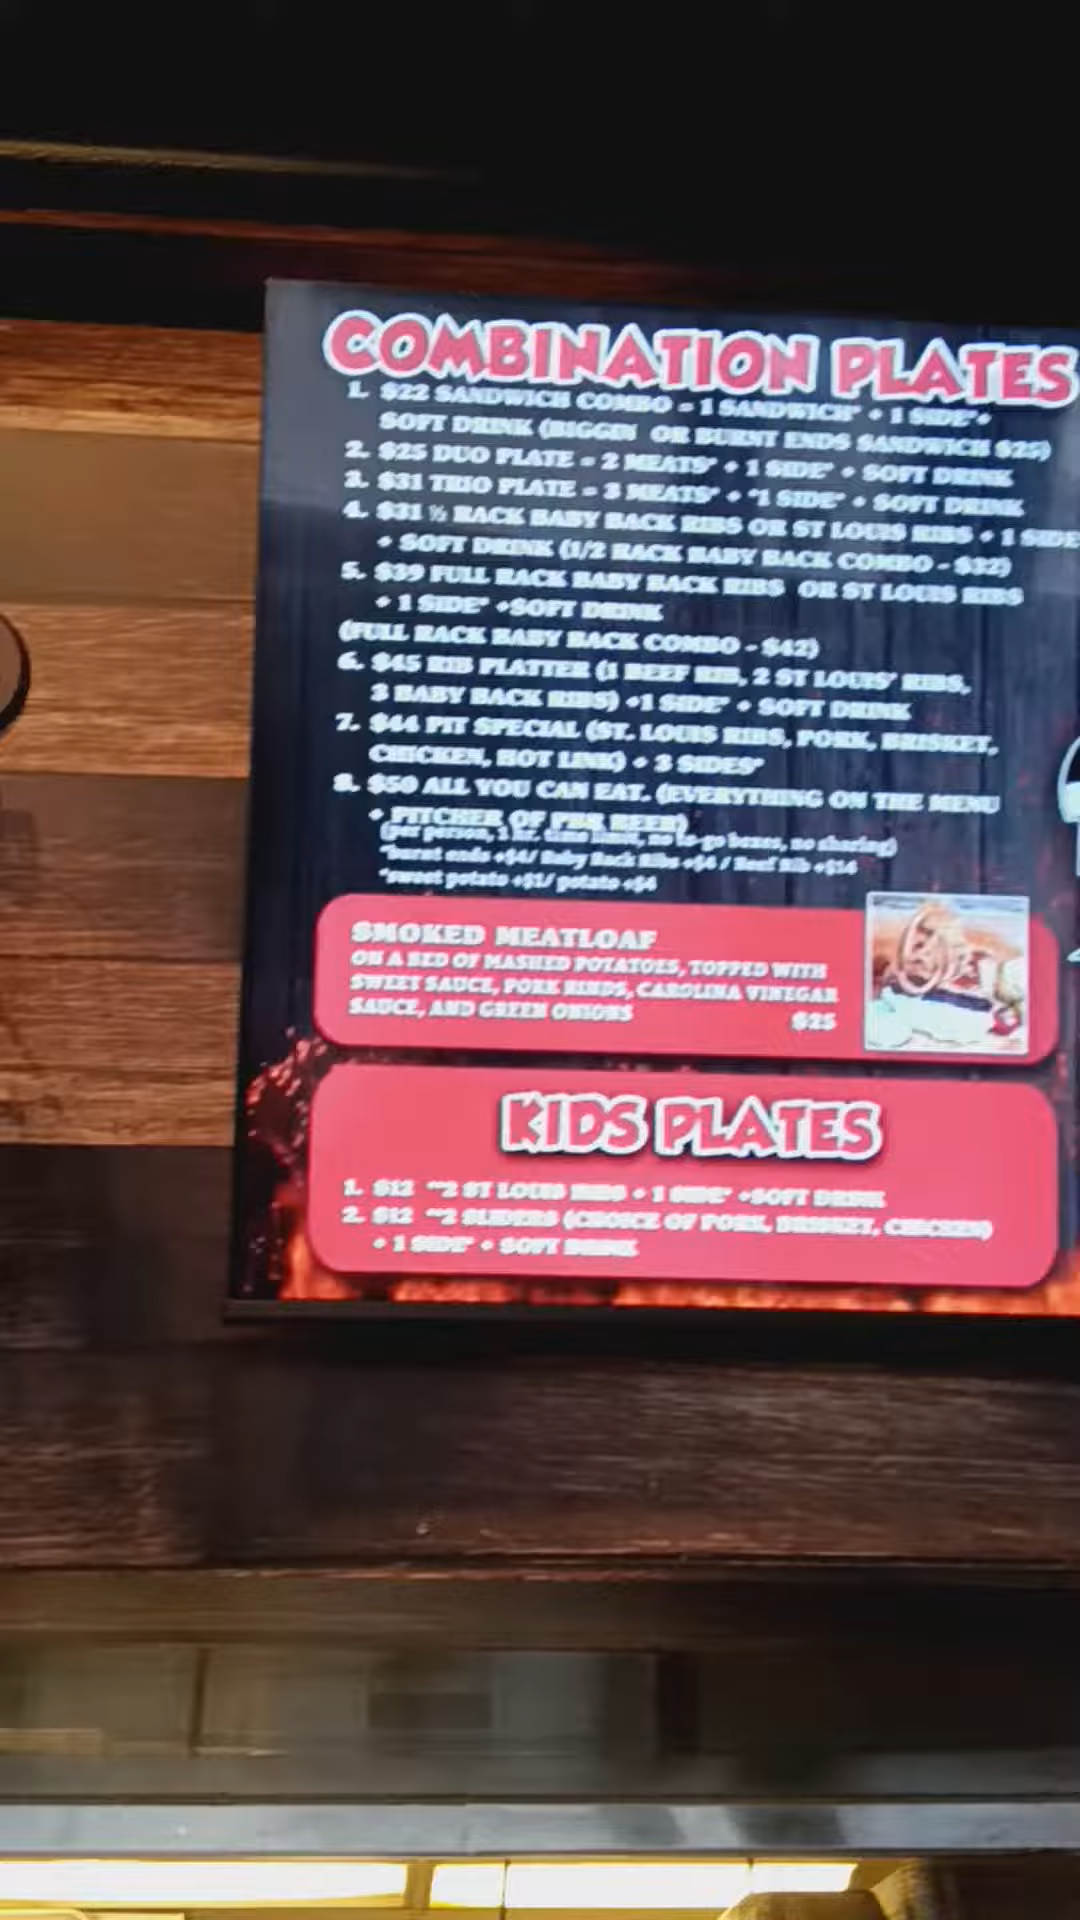 COMBINATION PLATES
1. $22 SANDWICH COMBO = 1 SANDWICH* + 1 SIDE*+
SOFT DRINK (BIGGIN OR BURNT ENDS SANDWICH $25)
2. $25 DUO PLATE = 2 MEATS* + 1 SIDE* + SOFT DRINK
3. $31 TRIO PLATE = 3 MEATS* + *1 SIDE* + SOFT DRINK
4. $31 ½ RACK BABY BACK RIBS OR ST LOUIS RIBS + 1 SIDE
+ SOFT DRINK (1/2 RACK BABY BACK COMBO - $32)
5. $39 FULL RACK BABY BACK RIBS OR ST LOUIS RIBS
+ 1 SIDE* +SOFT DRINK
(FULL RACK BABY BACK COMBO - $42)
6. $45 RIB PLATTER (1 BEEF RIB, 2 ST LOUIS' RIBS,
3 BABY BACK RIBS) +1 SIDE* + SOFT DRINK
7. $44 PIT SPECIAL (ST. LOUIS RIBS, PORK, BRISKET,
CHICKEN, HOT LINK) + 3 SIDES*
8. $50 ALL YOU CAN EAT. (EVERYTHING ON THE MENU
+ PITCHER OF PBR BEER)
(per person, 1 hr. time limit, no to-go boxes, no sharing)
*burnt ends +$4/ Baby Back Ribs +$4 / Beef Rib +$14
*sweet potato +$1/ potato +$4
SMOKED MEATLOAF
ON A BED OF MASHED POTATOES, TOPPED WITH
SWEET SAUCE, PORK RINDS, CAROLINA VINEGAR
SAUCE, AND GREEN ONIONS $25
KIDS PLATES
1. $12 ~2 ST LOUIS RIBS + 1 SIDE* +SOFT DRINK
2. $12 ~2 SLIDERS (CHOICE OF PORK, BRISKET, CHICKEN)
+ 1 SIDE* + SOFT DRINK